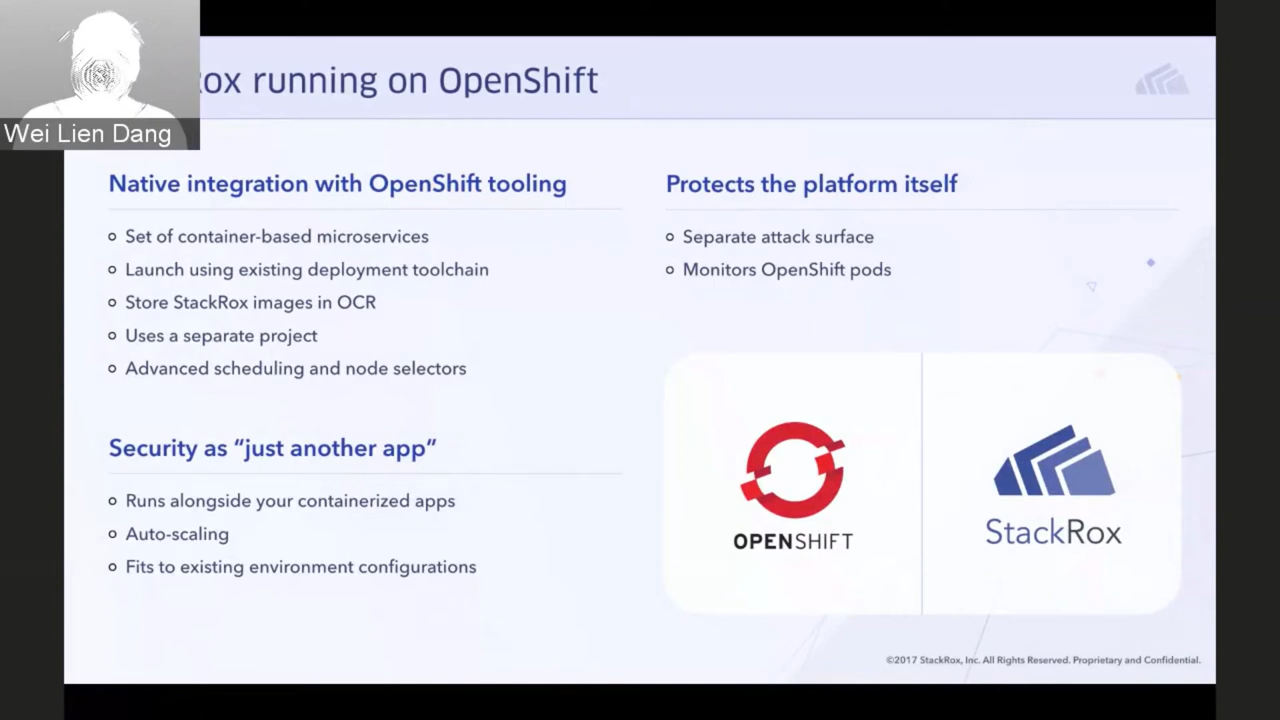 Wei Lien Dang
ox running on OpenShift
Native integration with OpenShift tooling
Set of container-based microservices
Launch using existing deployment toolchain
Store StackRox images in OCR
Uses a separate project
Advanced scheduling and node selectors
Security as “just another app”
Runs alongside your containerized apps
Auto-scaling
Fits to existing environment configurations
Protects the platform itself
Separate attack surface
Monitors OpenShift pods
OPENSHIFT
StackRox
©2017 StackRox, Inc. All Rights Reserved. Proprietary and Confidential.